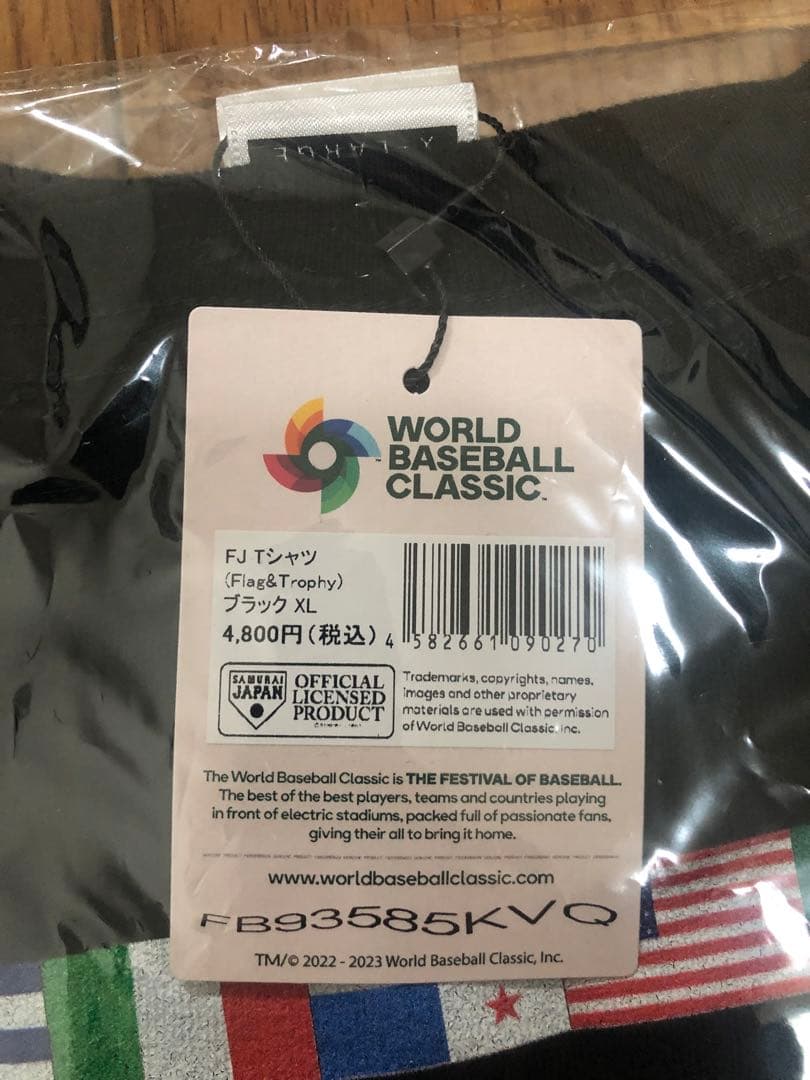 X-LARGE
WORLD
BASEBALL
CLASSIC™
FJ Tシャツ
(Flag&Trophy)
ブラック XL
4,800円(税込)
4 582661 090270
SAMURAI
JAPAN
OFFICIAL
LICENSED
PRODUCT
Trademarks, copyrights, names,
images and other proprietary
materials are used with permission
of World Baseball Classic, Inc.
The World Baseball Classic is THE FESTIVAL OF BASEBALL.
The best of the best players, teams and countries playing
in front of electric stadiums, packed full of passionate fans,
giving their all to bring it home.
www.worldbaseballclassic.com
FB93585KVQ
TM/© 2022 - 2023 World Baseball Classic, Inc.